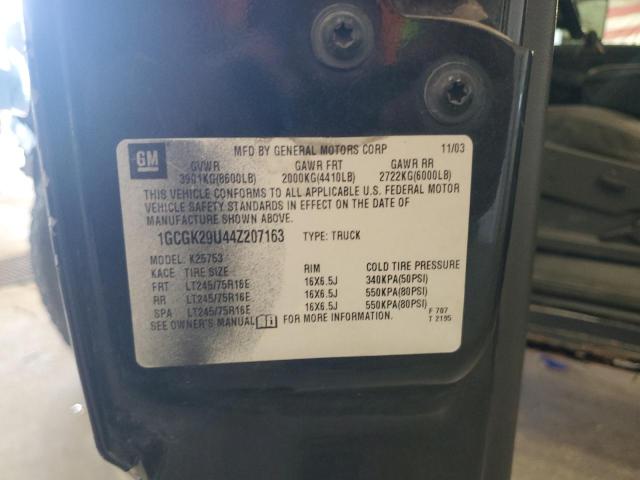 GM
MFD BY GENERAL MOTORS CORP 11/03
GVWR GAWR FRT GAWR RR
3901KG(8600LB) 2000KG(4410LB) 2722KG(6000LB)
THIS VEHICLE CONFORMS TO ALL APPLICABLE U.S. FEDERAL MOTOR
VEHICLE SAFETY STANDARDS IN EFFECT ON THE DATE OF
MANUFACTURE SHOWN ABOVE.
1GCGK29U44Z207163 TYPE: TRUCK
MODEL: K25753
KACE TIRE SIZE RIM COLD TIRE PRESSURE
FRT LT245/75R16E 16X6.5J 340KPA(50PSI)
RR LT245/75R16E 16X6.5J 550KPA(80PSI)
SPA LT245/75R16E 16X6.5J 550KPA(80PSI)
SEE OWNER'S MANUAL FOR MORE INFORMATION.
F 707
T 2195